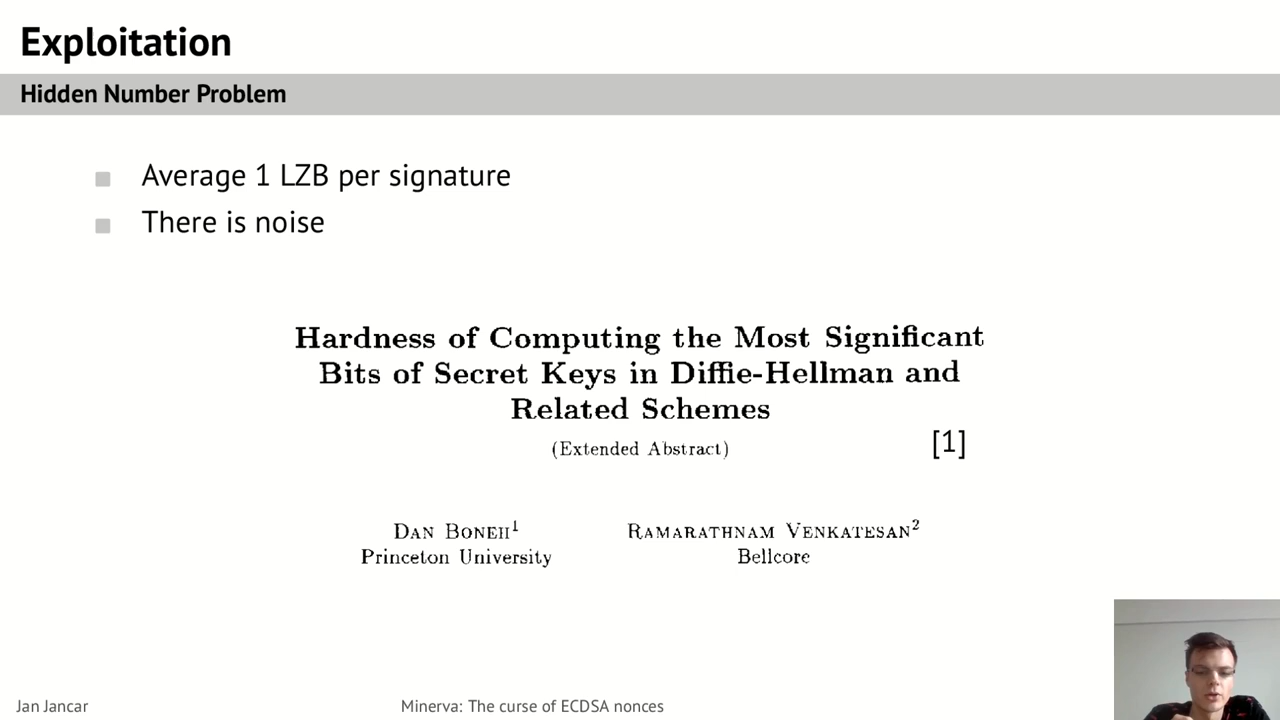 Exploitation
Hidden Number Problem
Average 1 LZB per signature
There is noise
Hardness of Computing the Most Significant
Bits of Secret Keys in Diffie-Hellman and
Related Schemes
(Extended Abstract)
[1]
Dan Boneh¹ Ramarathnam Venkatesan²
Princeton University Bellcore
Jan Jancar Minerva: The curse of ECDSA nonces